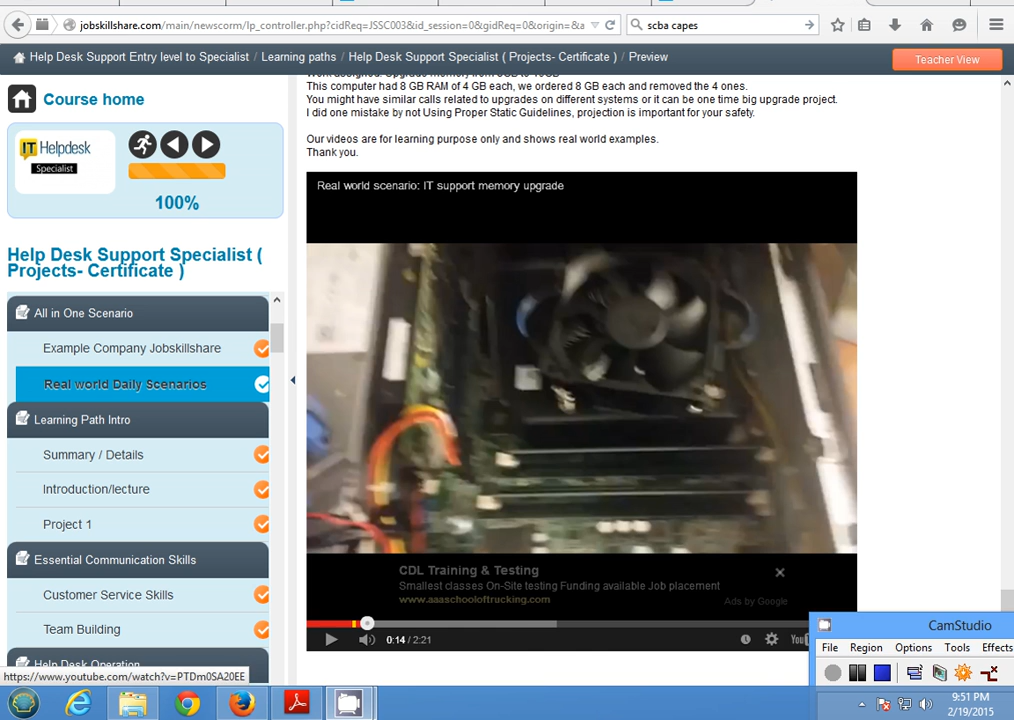 jobskillshare.com/main/newscorm/lp_controller.php?cidReq=JSSC003&id_session=0&gidReq=0&origin=&a
scba capes
Help Desk Support Entry level to Specialist / Learning paths / Help Desk Support Specialist ( Projects- Certificate ) / Preview
Teacher View
Course home
IT Helpdesk
Specialist
100%
Help Desk Support Specialist (
Projects- Certificate )
All in One Scenario
Example Company Jobskillshare
Real world Daily Scenarios
Learning Path Intro
Summary / Details
Introduction/lecture
Project 1
Essential Communication Skills
Customer Service Skills
Team Building
Help Desk Operation
https://www.youtube.com/watch?v=PTDm0SA20EE
This computer had 8 GB RAM of 4 GB each, we ordered 8 GB each and removed the 4 ones.
You might have similar calls related to upgrades on different systems or it can be one time big upgrade project.
I did one mistake by not Using Proper Static Guidelines, projection is important for your safety.
Our videos are for learning purpose only and shows real world examples.
Thank you.
Real world scenario: IT support memory upgrade
CDL Training & Testing
Smallest classes On-Site testing Funding available Job placement
www.aaaschooloftrucking.com
Ads by Google
0:14 / 2:21
You
CamStudio
File Region Options Tools Effects
9:51 PM
2/19/2015